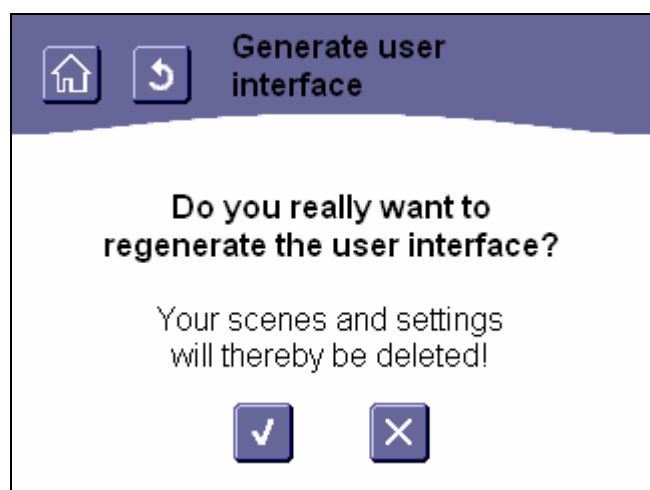 Generate user
interface
Do you really want to
regenerate the user interface?
Your scenes and settings
will thereby be deleted!